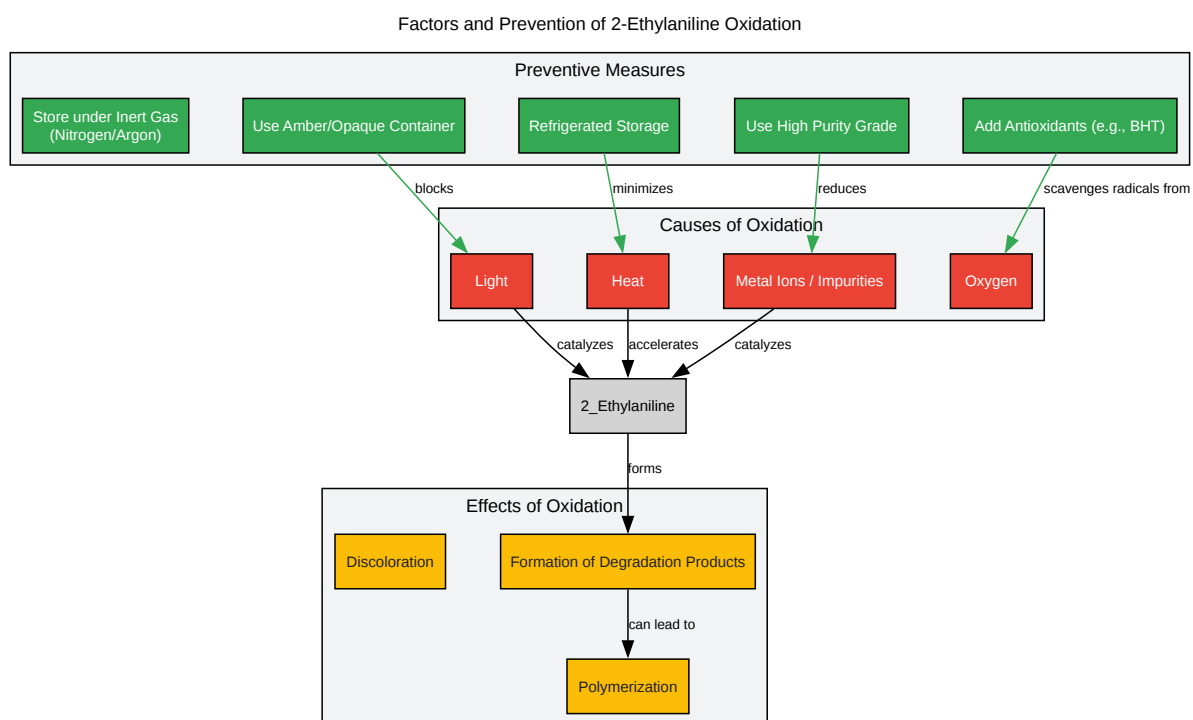 Factors and Prevention of 2-Ethylaniline Oxidation
Preventive Measures
Store under Inert Gas
(Nitrogen/Argon)
Use Amber/Opaque Container
Refrigerated Storage
Use High Purity Grade
Add Antioxidants (e.g., BHT)
blocks
minimizes
reduces
scavenges radicals from
Causes of Oxidation
Light
Heat
Metal Ions / Impurities
Oxygen
catalyzes
accelerates
catalyzes
2_Ethylaniline
forms
Effects of Oxidation
Discoloration
Formation of Degradation Products
can lead to
Polymerization